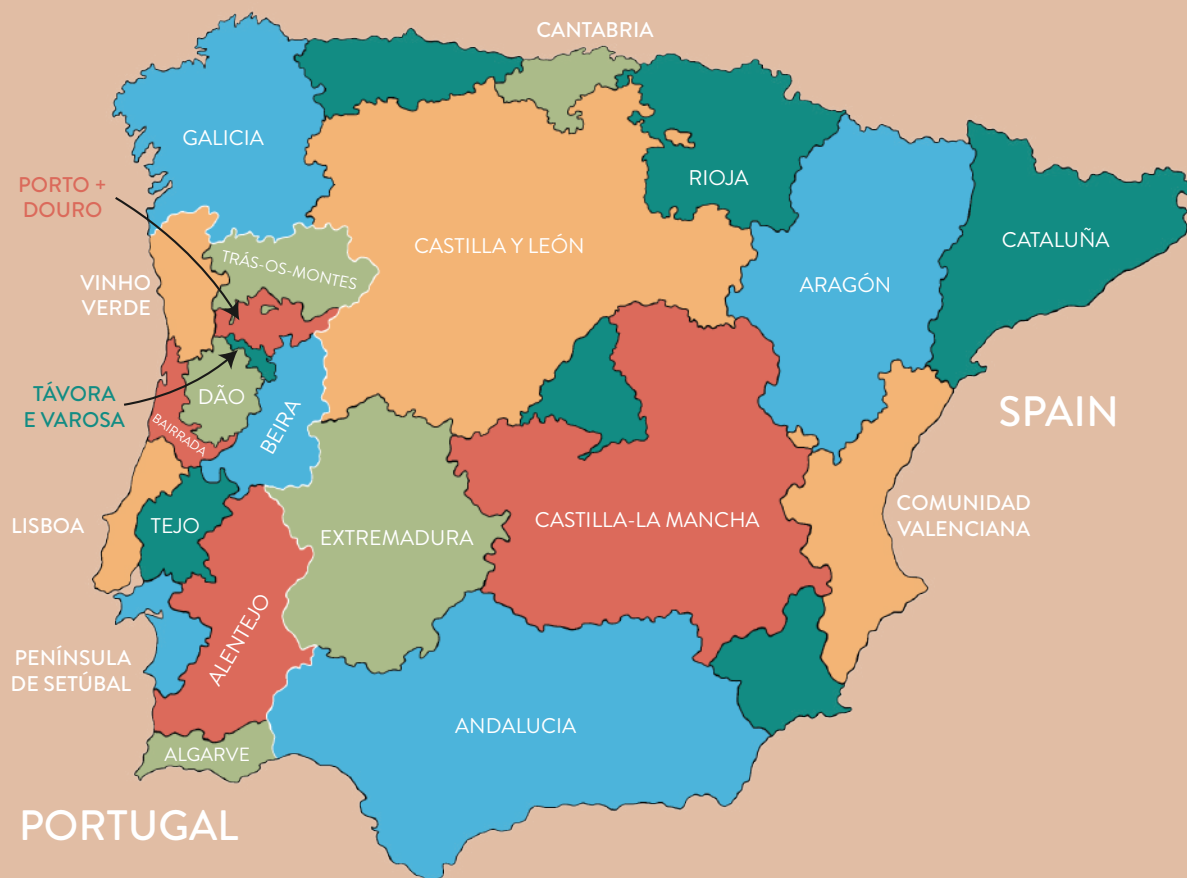 CANTABRIA
GALICIA
RIOJA
PORTO +
DOURO
CASTILLA Y LEÓN
CATALUÑA
TRÁS-OS-MONTES
ARAGÓN
VINHO
VERDE
TÁVORA
E VAROSA
DÃO
BAIRRADA
BEIRA
SPAIN
LISBOA
TEJO
EXTREMADURA
CASTILLA-LA MANCHA
COMUNIDAD
VALENCIANA
ALENTEJO
PENÍNSULA
DE SETÚBAL
ANDALUCIA
ALGARVE
PORTUGAL